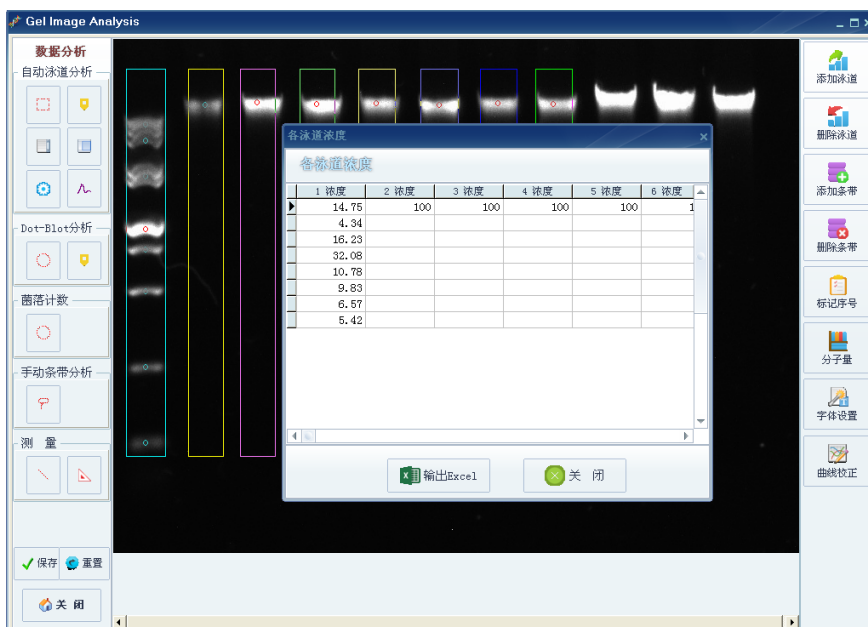 Gel Image Analysis
数据分析
自动泳道分析
Dot-Blot分析
菌落计数
手动条带分析
测 量
保存
重置
关 闭
各泳道浓度
各泳道浓度
1 浓度 2 浓度 3 浓度 4 浓度 5 浓度 6 浓度
14.75 100 100 100 100 1
4.34
16.23
32.08
10.78
9.83
6.57
5.42
输出Excel
关 闭
添加泳道
删除泳道
添加条带
删除条带
标记序号
分子量
字体设置
曲线校正